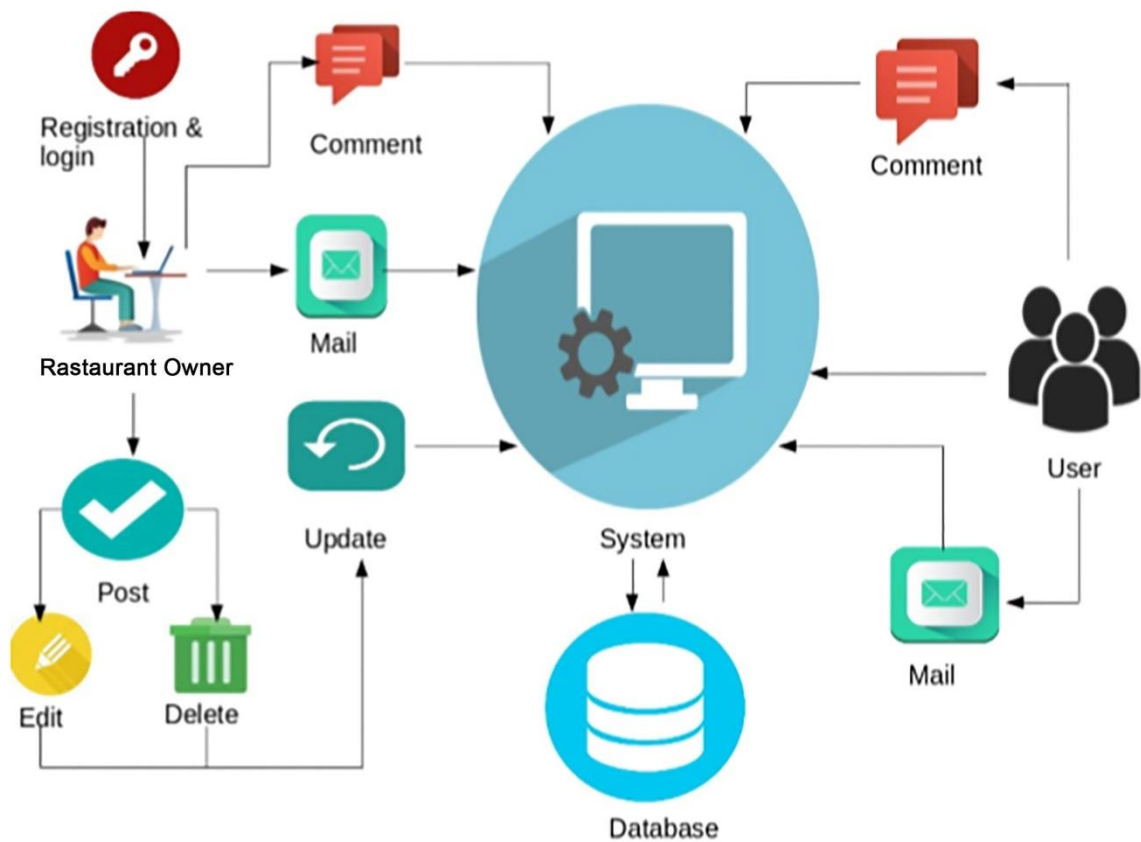 Registration &
login
Comment
Comment
Mail
Rastaurant Owner
User
Update
System
Post
Mail
Edit
Delete
Database